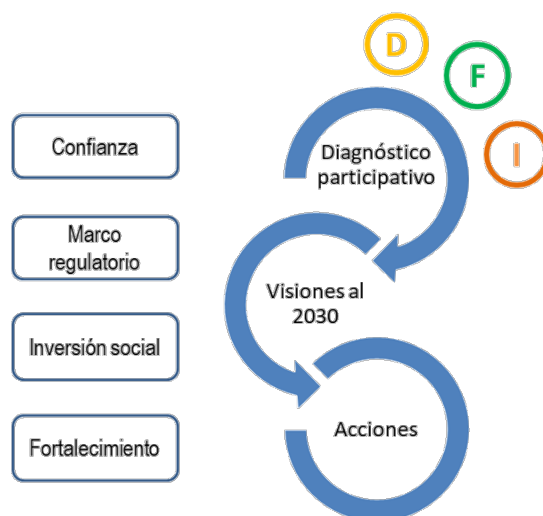 D
F
I
Confianza
Marco
regulatorio
Inversión social
Fortalecimiento
Diagnóstico
participativo
Visiones al
2030
Acciones